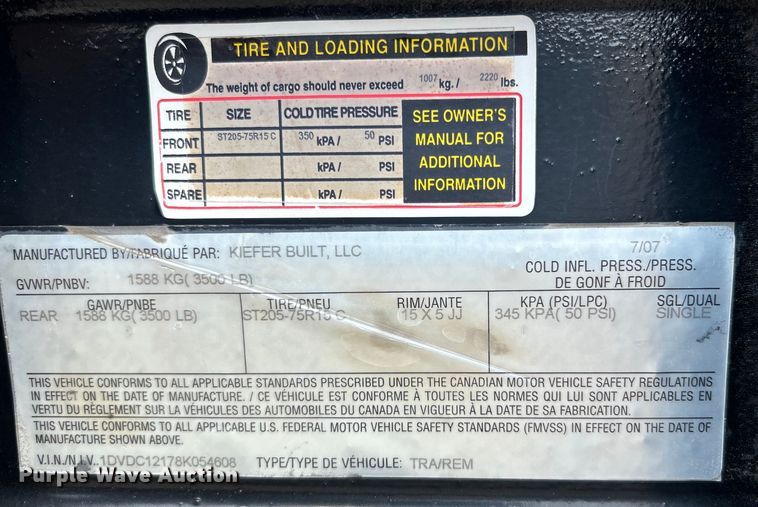 TIRE AND LOADING INFORMATION
The weight of cargo should never exceed 1007 kg. / 2220 lbs.
TIRE SIZE COLD TIRE PRESSURE
FRONT ST205-75R15 C 350 kPA / 50 PSI
REAR kPA / PSI
SPARE kPA / PSI
SEE OWNER'S
MANUAL FOR
ADDITIONAL
INFORMATION
MANUFACTURED BY/FABRIQUÉ PAR: KIEFER BUILT, LLC 7/07
GVWR/PNBV: 1588 KG( 3500 LB) COLD INFL. PRESS./PRESS.
DE GONF À FROID
GAWR/PNBE TIRE/PNEU RIM/JANTE KPA (PSI/LPC) SGL/DUAL
REAR 1588 KG( 3500 LB) ST205-75R15 C 15 X 5 JJ 345 KPA( 50 PSI) SINGLE
THIS VEHICLE CONFORMS TO ALL APPLICABLE STANDARDS PRESCRIBED UNDER THE CANADIAN MOTOR VEHICLE SAFETY REGULATIONS
IN EFFECT ON THE DATE OF MANUFACTURE. / CE VÉHICULE EST CONFORME À TOUTES LES NORMES QUI LUI SONT APPLICABLES EN
VERTU DU RÈGLEMENT SUR LA VÉHICULES DES AUTOMOBILES DU CANADA EN VIGUEUR À LA DATE DE SA FABRICATION.
THIS VEHICLE CONFORMS TO ALL APPLICABLE U.S. FEDERAL MOTOR VEHICLE SAFETY STANDARDS (FMVSS) IN EFFECT ON THE DATE OF
MANUFACTURE SHOWN ABOVE.
V.I.N./N.I.V.. 1DVDC12178K054608 TYPE/TYPE DE VÉHICULE: TRA/REM
Purple Wave Auction